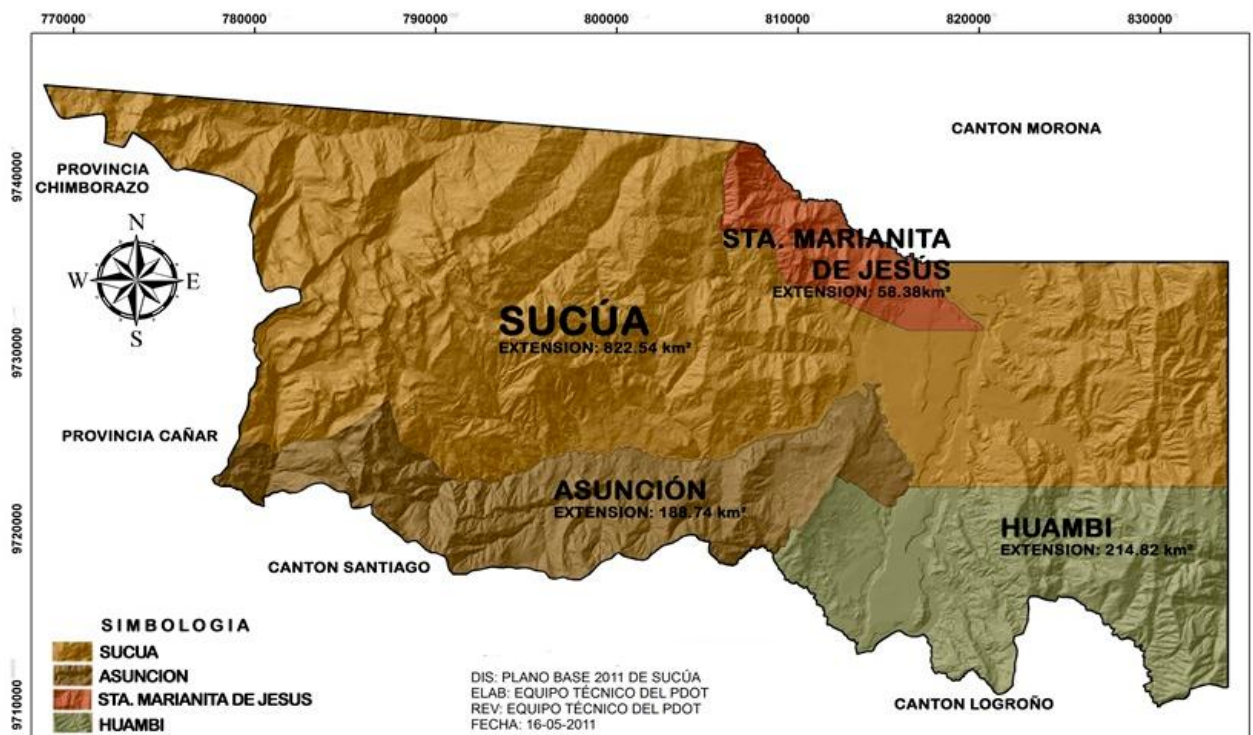 770000 780000 790000 800000 810000 820000 830000
CANTON MORONA
9740000
PROVINCIA
CHIMBORAZO
N
W E
S
STA. MARIANITA
DE JESÚS
EXTENSION: 58.38km²
SUCÚA
EXTENSION: 822.54 km²
9730000
PROVINCIA CAÑAR
ASUNCIÓN
EXTENSION: 188.74 km²
9720000
HUAMBI
EXTENSION: 214.82 km²
CANTON SANTIAGO
SIMBOLOGIA
SUCUA
ASUNCION
STA. MARIANITA DE JESUS
HUAMBI
9710000
DIS: PLANO BASE 2011 DE SUCÚA
ELAB: EQUIPO TÉCNICO DEL PDOT
REV: EQUIPO TÉCNICO DEL PDOT
FECHA: 16-05-2011
CANTON LOGROÑO